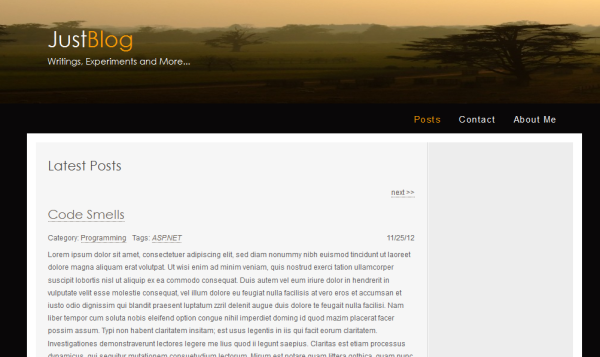 JustBlog
Writings, Experiments and More...
Posts Contact About Me
Latest Posts
next >>
Code Smells
Category: Programming Tags: ASP.NET 11/25/12
Lorem ipsum dolor sit amet, consectetuer adipiscing elit, sed diam nonummy nibh euismod tincidunt ut laoreet
dolore magna aliquam erat volutpat. Ut wisi enim ad minim veniam, quis nostrud exerci tation ullamcorper
suscipit lobortis nisl ut aliquip ex ea commodo consequat. Duis autem vel eum iriure dolor in hendrerit in
vulputate velit esse molestie consequat, vel illum dolore eu feugiat nulla facilisis at vero eros et accumsan et
iusto odio dignissim qui blandit praesent luptatum zzril delenit augue duis dolore te feugait nulla facilisi. Nam
liber tempor cum soluta nobis eleifend option congue nihil imperdiet doming id quod mazim placerat facer
possim assum. Typi non habent claritatem insitam; est usus legentis in iis qui facit eorum claritatem.
Investigationes demonstraverunt lectores legere me lius quod ii legunt saepius. Claritas est etiam processus
dynamicus, qui sequitur mutationem consuetudium lectorum. Mirum est notare quam littera gothica, quam nunc